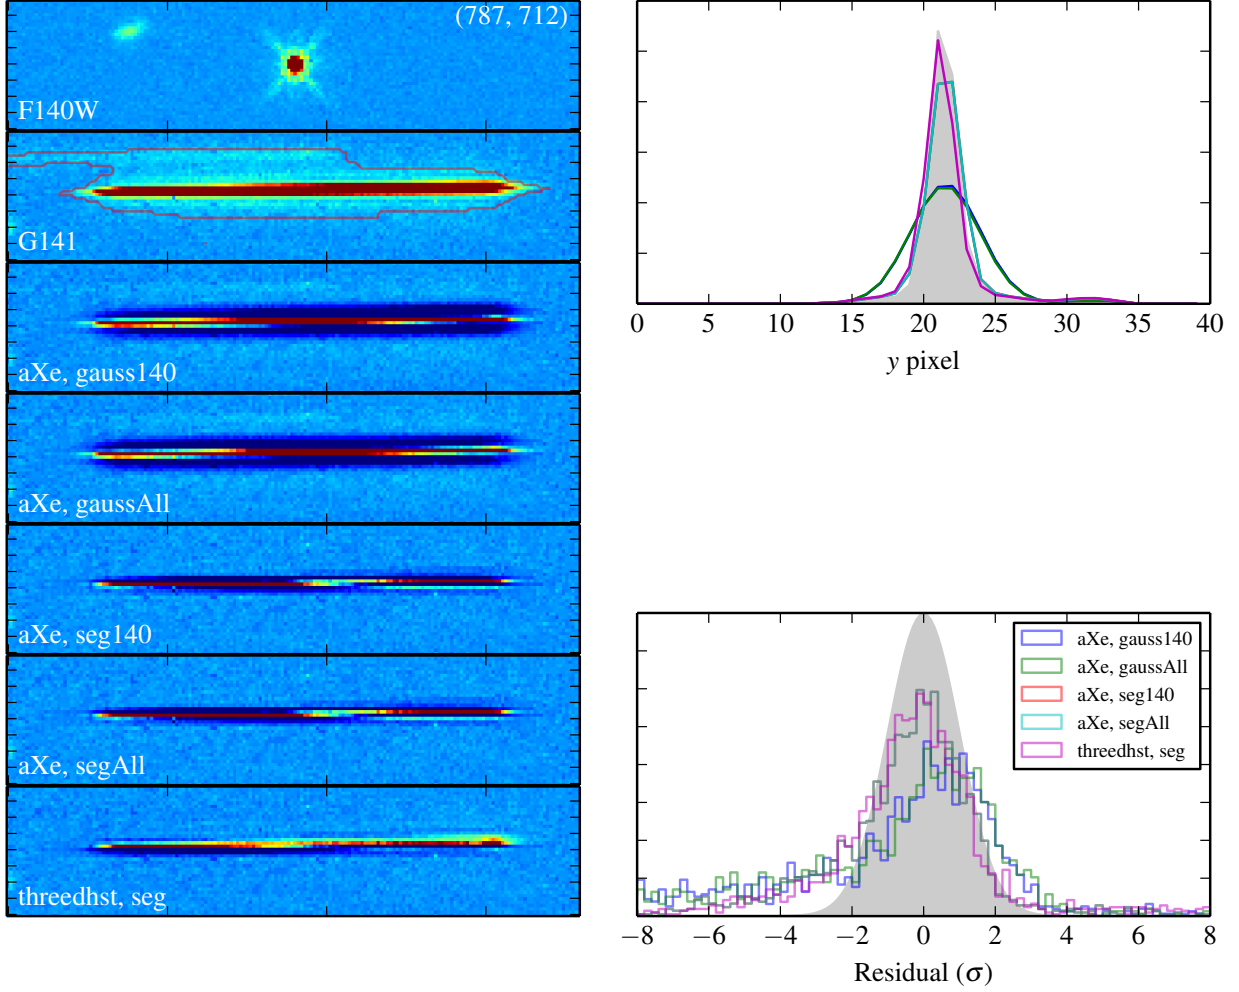 (787, 712)
F140W
G141
aXe, gauss140
aXe, gaussAll
aXe, seg140
aXe, segAll
threedhst, seg
0 5 10 15 20 25 30 35 40
y pixel
aXe, gauss140
aXe, gaussAll
aXe, seg140
aXe, segAll
threedhst, seg
−8 −6 −4 −2 0 2 4 6 8
Residual (σ)